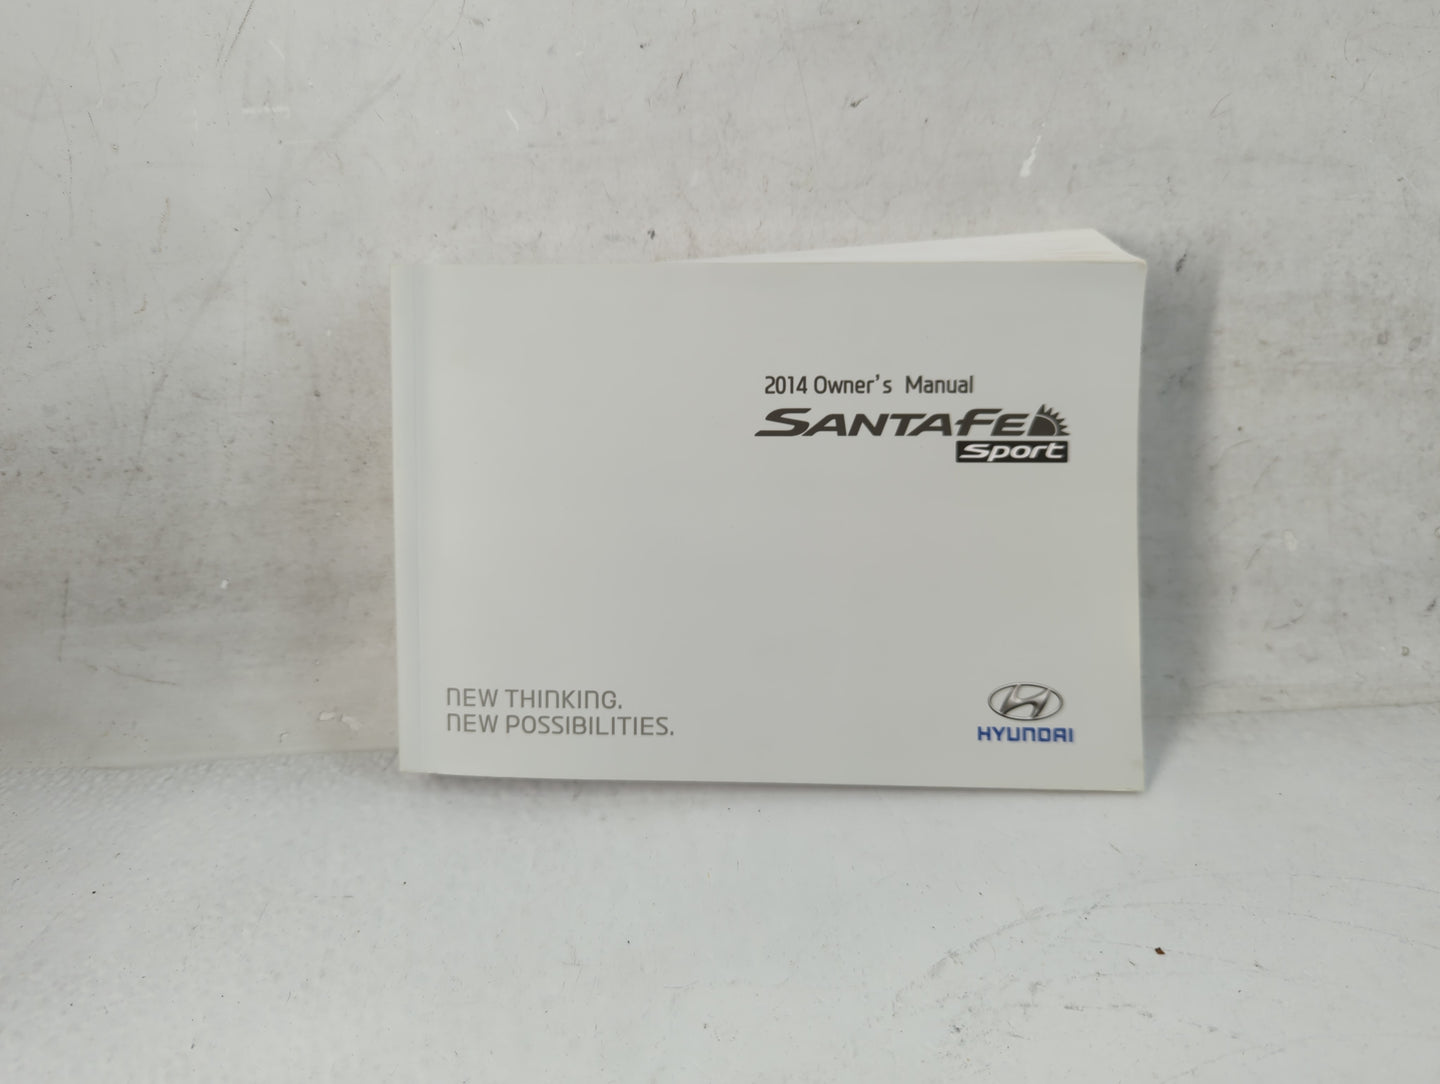 2014 Owner's Manual
SANTAFE
Sport
NEW THINKING.
NEW POSSIBILITIES.
HYUNDAI